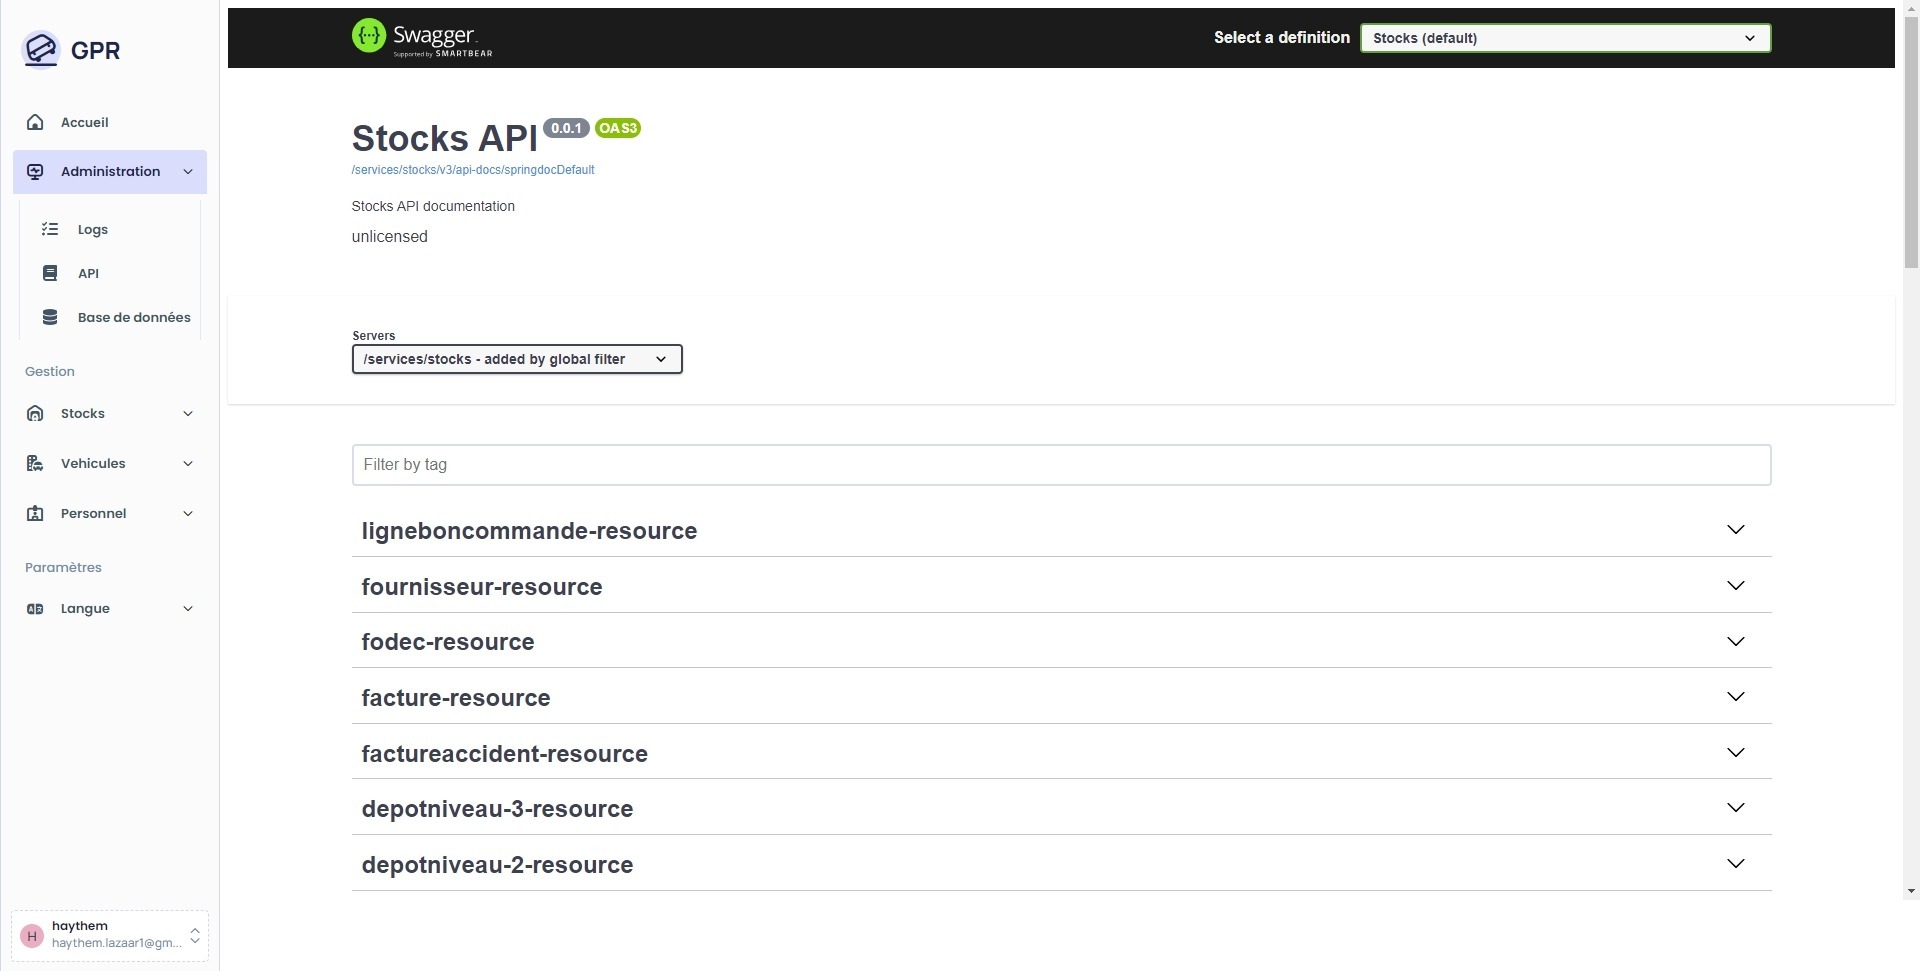 GPR
Accueil
Administration
Logs
API
Base de données
Gestion
Stocks
Vehicules
Personnel
Paramètres
Langue
H
haythem
haythem.lazaar1@gm...
Swagger
Supported by SMARTBEAR
Select a definition
Stocks (default)
Stocks API 0.0.1 OAS3
/services/stocks/v3/api-docs/springdocDefault
Stocks API documentation
unlicensed
Servers
/services/stocks - added by global filter
Filter by tag
ligneboncommande-resource
fournisseur-resource
fodec-resource
facture-resource
factureaccident-resource
depotniveau-3-resource
depotniveau-2-resource